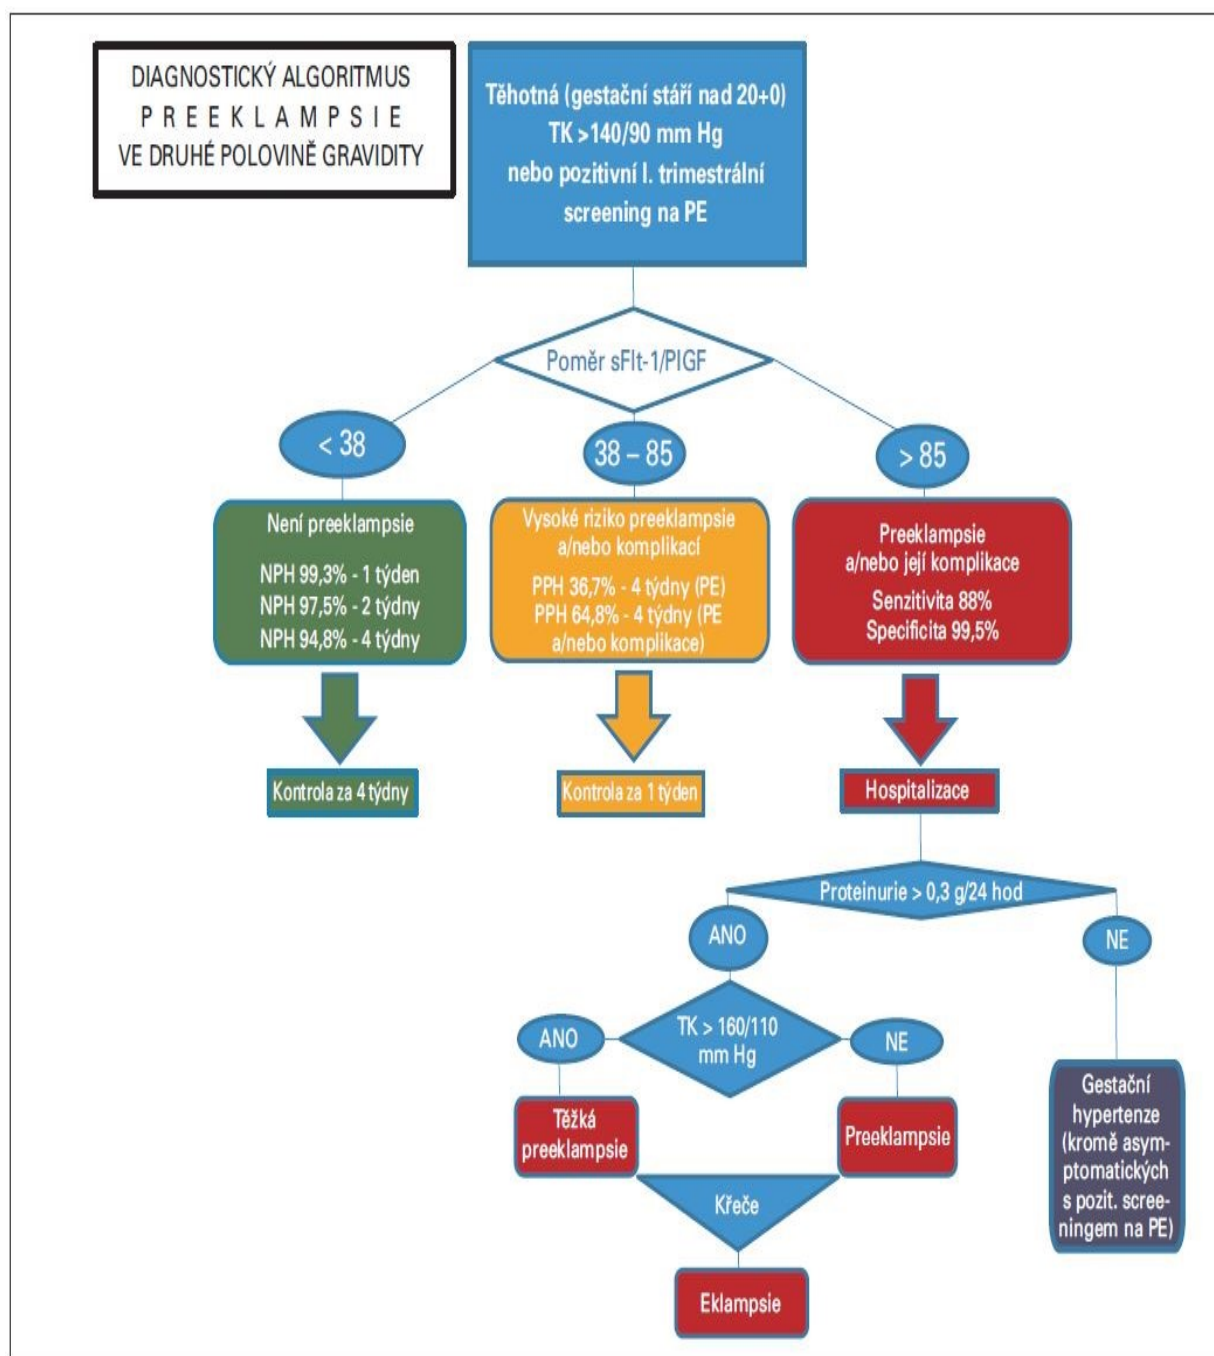 DIAGNOSTICKÝ ALGORITMUS
PREEKLAMPSIE
VE DRUHÉ POLOVINĚ GRAVIDITY
Těhotná (gestační stáří nad 20+0)
TK >140/90 mm Hg
nebo pozitivní I. trimestrální
screening na PE
Poměr sFlt-1/PlGF
< 38
38 – 85
> 85
Není preeklampsie
NPH 99,3% - 1 týden
NPH 97,5% - 2 týdny
NPH 94,8% - 4 týdny
Vysoké riziko preeklampsie
a/nebo komplikací
PPH 36,7% - 4 týdny (PE)
PPH 64,8% - 4 týdny (PE
a/nebo komplikace)
Preeklampsie
a/nebo její komplikace
Senzitivita 88%
Specificita 99,5%
Kontrola za 4 týdny
Kontrola za 1 týden
Hospitalizace
Proteinurie > 0,3 g/24 hod
ANO
NE
TK > 160/110
mm Hg
ANO
NE
Těžká
preeklampsie
Preeklampsie
Gestační
hypertenze
(kromě asym-
ptomatických
s pozit. scree-
ningem na PE)
Křeče
Eklampsie